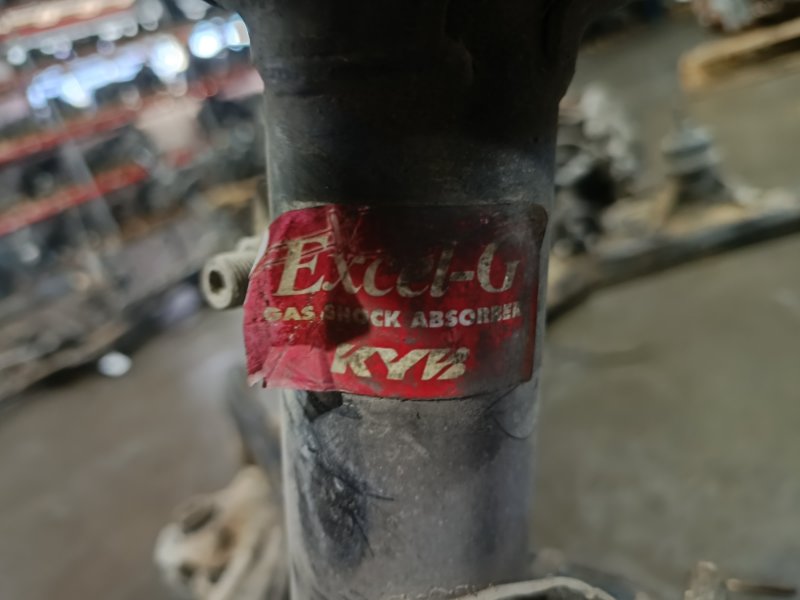 Excel-G
GAS SHOCK ABSORBER
KYB